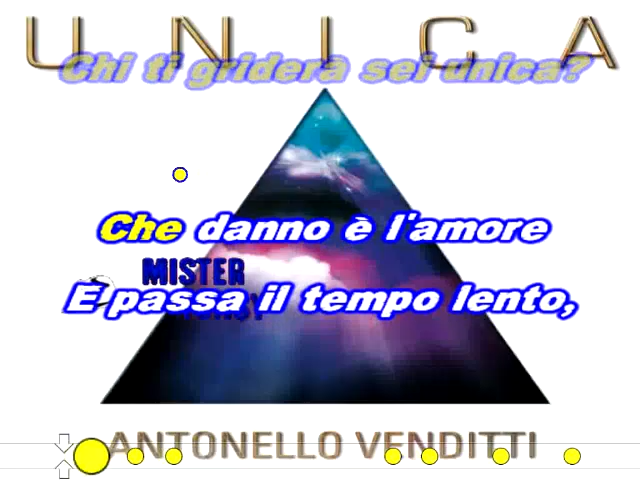 UNICA
Chi ti griderà sei unica?
Che danno è l'amore
MISTER
E passa il tempo lento,
ANTONELLO VENDITTI